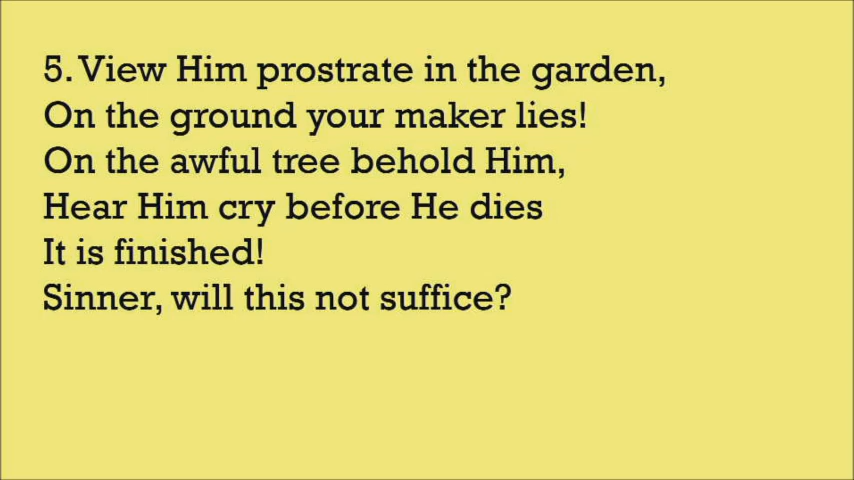 5. View Him prostrate in the garden,
On the ground your maker lies!
On the awful tree behold Him,
Hear Him cry before He dies
It is finished!
Sinner, will this not suffice?